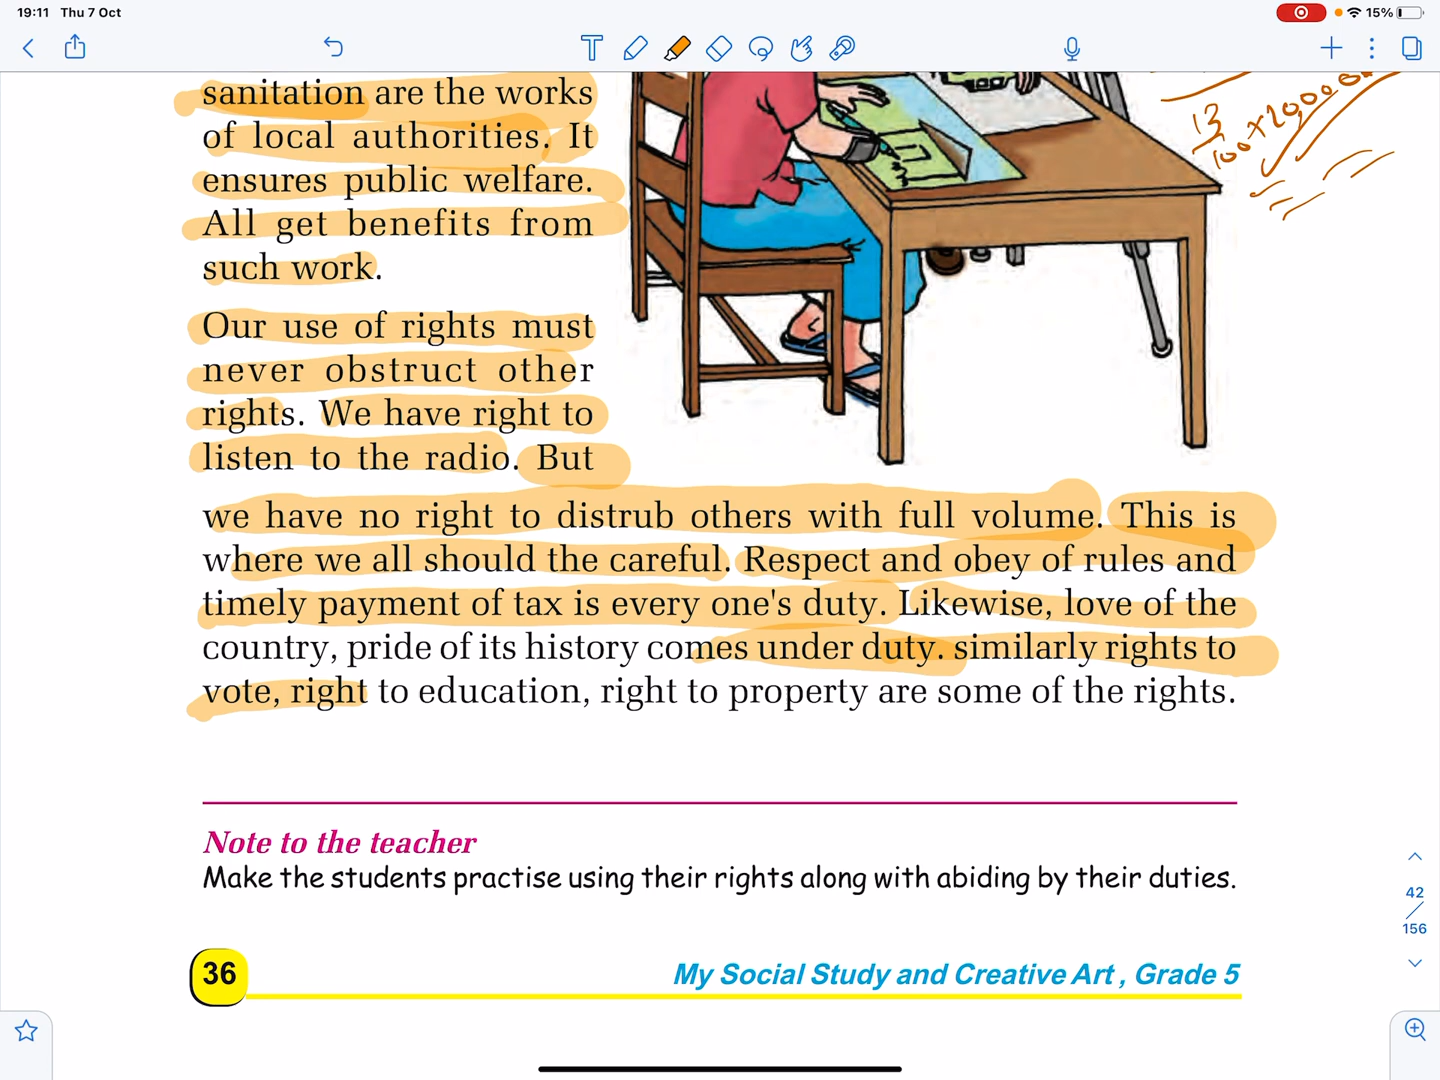 19:11 Thu 7 Oct
15%
sanitation are the works
of local authorities. It
ensures public welfare.
All get benefits from
such work.
13
100 × 20,000
Our use of rights must
never obstruct other
rights. We have right to
listen to the radio. But
we have no right to distrub others with full volume. This is
where we all should the careful. Respect and obey of rules and
timely payment of tax is every one's duty. Likewise, love of the
country, pride of its history comes under duty. similarly rights to
vote, right to education, right to property are some of the rights.
Note to the teacher
Make the students practise using their rights along with abiding by their duties.
42
156
36
My Social Study and Creative Art , Grade 5